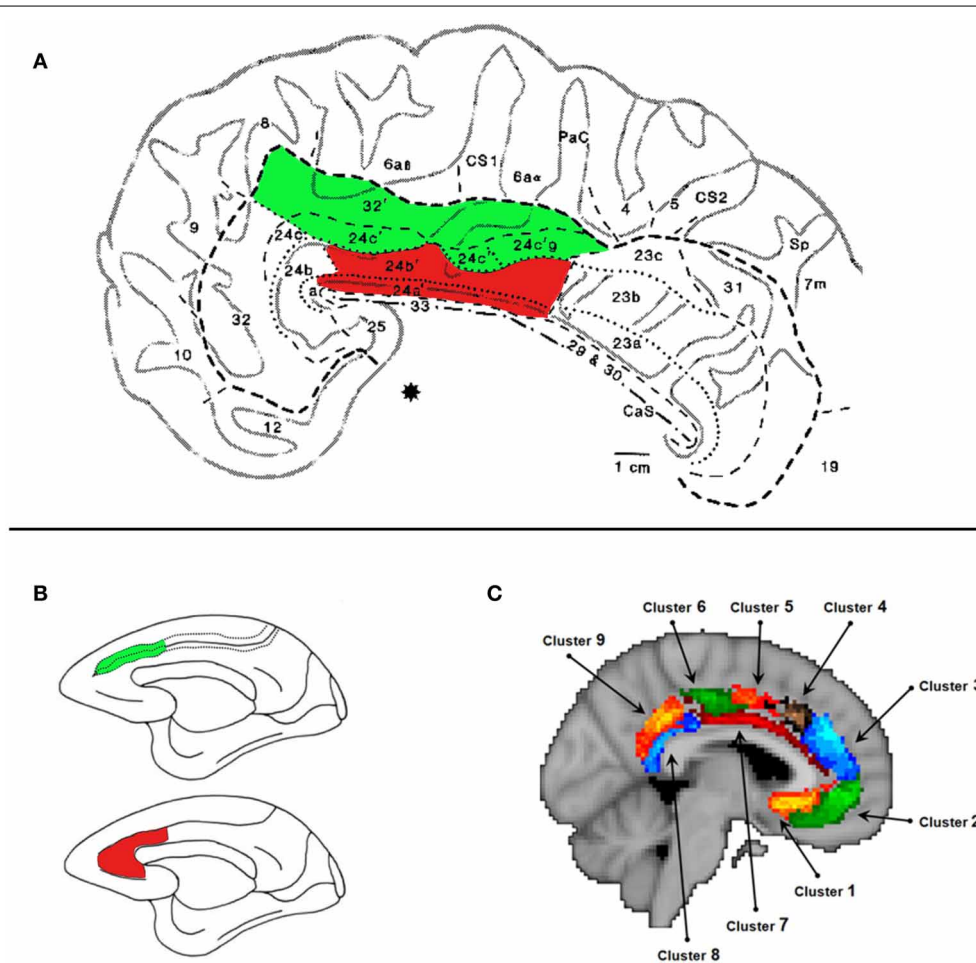 A
8
6aβ
CS1
6aα
PaC
4
5
CS2
9
32'
Sp
24c
24c'
24c'
24c'g
23c
7m
24b
24b'
31
a
24a'
23b
33
32
25
23a
10
29 & 30
CaS
12
1 cm
19
B
C
Cluster 6
Cluster 5
Cluster 4
Cluster 9
Cluster 3
Cluster 2
Cluster 1
Cluster 7
Cluster 8